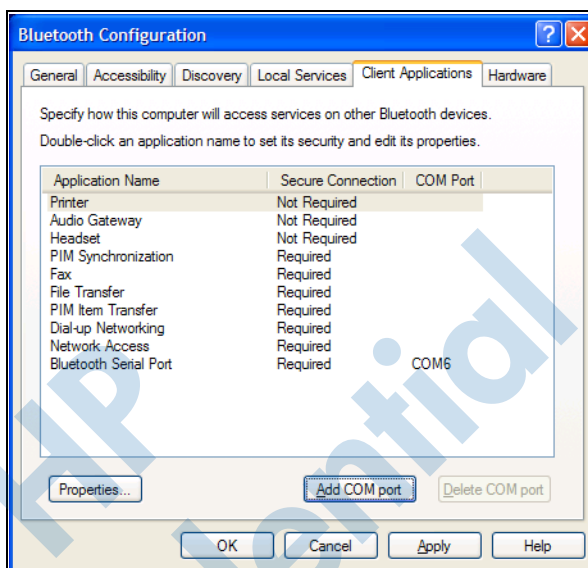 Bluetooth Configuration
General Accessibility Discovery Local Services Client Applications Hardware
Specify how this computer will access services on other Bluetooth devices.
Double-click an application name to set its security and edit its properties.
Application Name Secure Connection COM Port
Printer Not Required
Audio Gateway Not Required
Headset Not Required
PIM Synchronization Required
Fax Required
File Transfer Required
PIM Item Transfer Required
Dial-up Networking Required
Network Access Required
Bluetooth Serial Port Required COM6
Properties... Add COM port Delete COM port
OK Cancel Apply Help
HP
dential